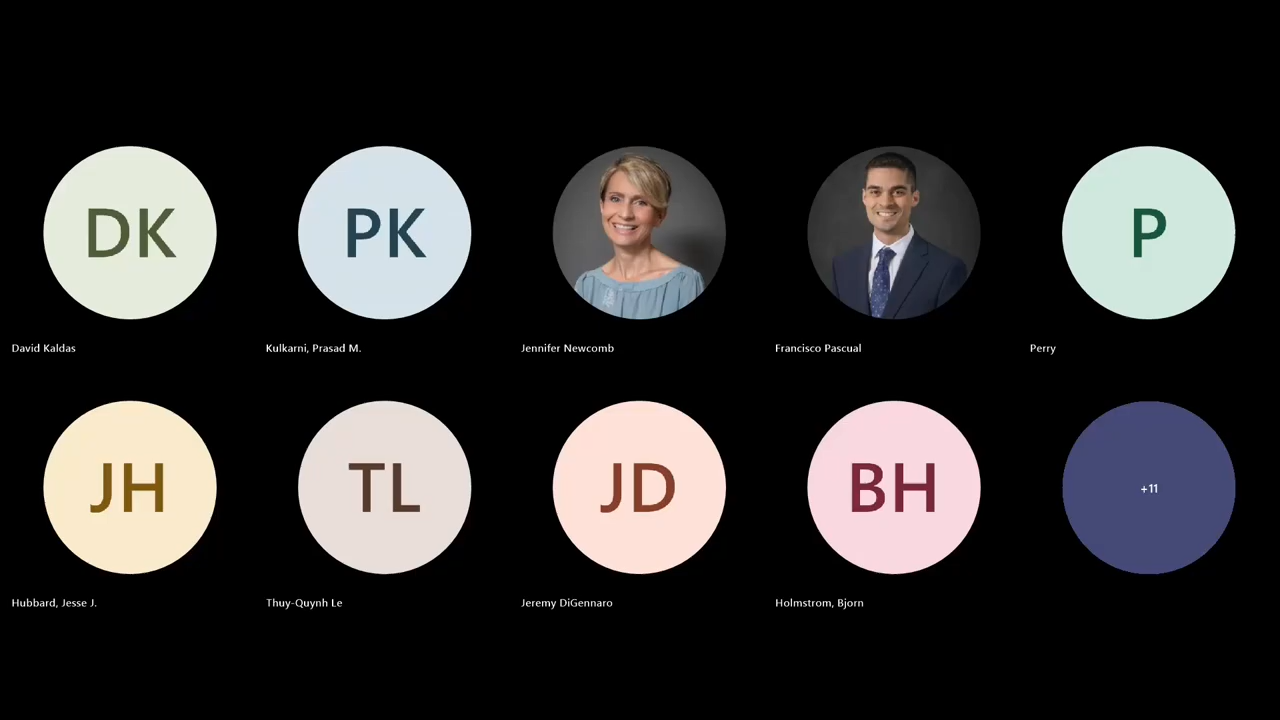 DK
PK
P
David Kaldas
Kulkarni, Prasad M.
Jennifer Newcomb
Francisco Pascual
Perry
JH
TL
JD
BH
+11
Hubbard, Jesse J.
Thuy-Quynh Le
Jeremy DiGennaro
Holmstrom, Bjorn